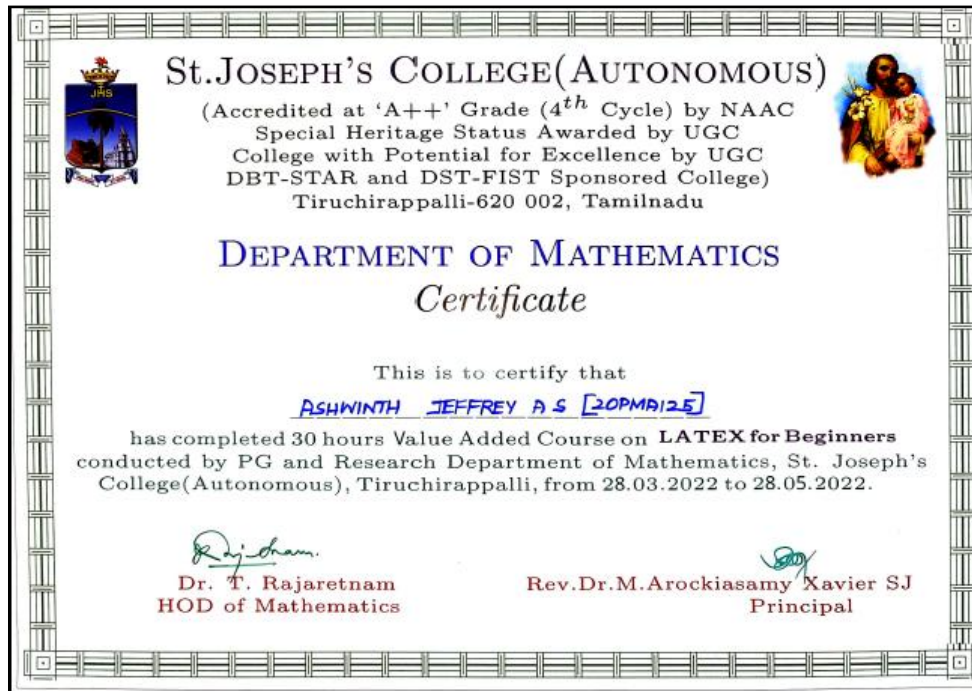 JHS
St.Joseph's College(Autonomous)
(Accredited at 'A++' Grade (4th Cycle) by NAAC
Special Heritage Status Awarded by UGC
College with Potential for Excellence by UGC
DBT-STAR and DST-FIST Sponsored College)
Tiruchirappalli-620 002, Tamilnadu
Department of Mathematics
Certificate
This is to certify that
ASHWINTH JEFFREY A S [20PMA125]
has completed 30 hours Value Added Course on LATEX for Beginners
conducted by PG and Research Department of Mathematics, St. Joseph's
College(Autonomous), Tiruchirappalli, from 28.03.2022 to 28.05.2022.
Dr. T. Rajaretnam
HOD of Mathematics
Rev.Dr.M.Arockiasamy Xavier SJ
Principal